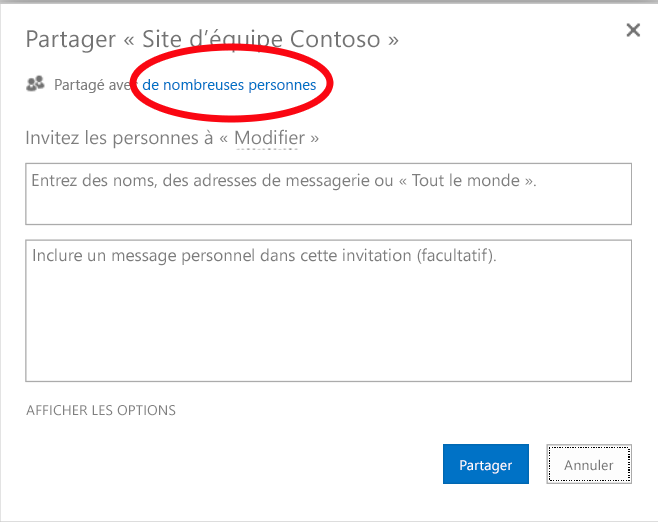 Partager « Site d’équipe Contoso »
Partagé avec de nombreuses personnes
Invitez les personnes à « Modifier »
Entrez des noms, des adresses de messagerie ou « Tout le monde ».
Inclure un message personnel dans cette invitation (facultatif).
AFFICHER LES OPTIONS
Partager Annuler